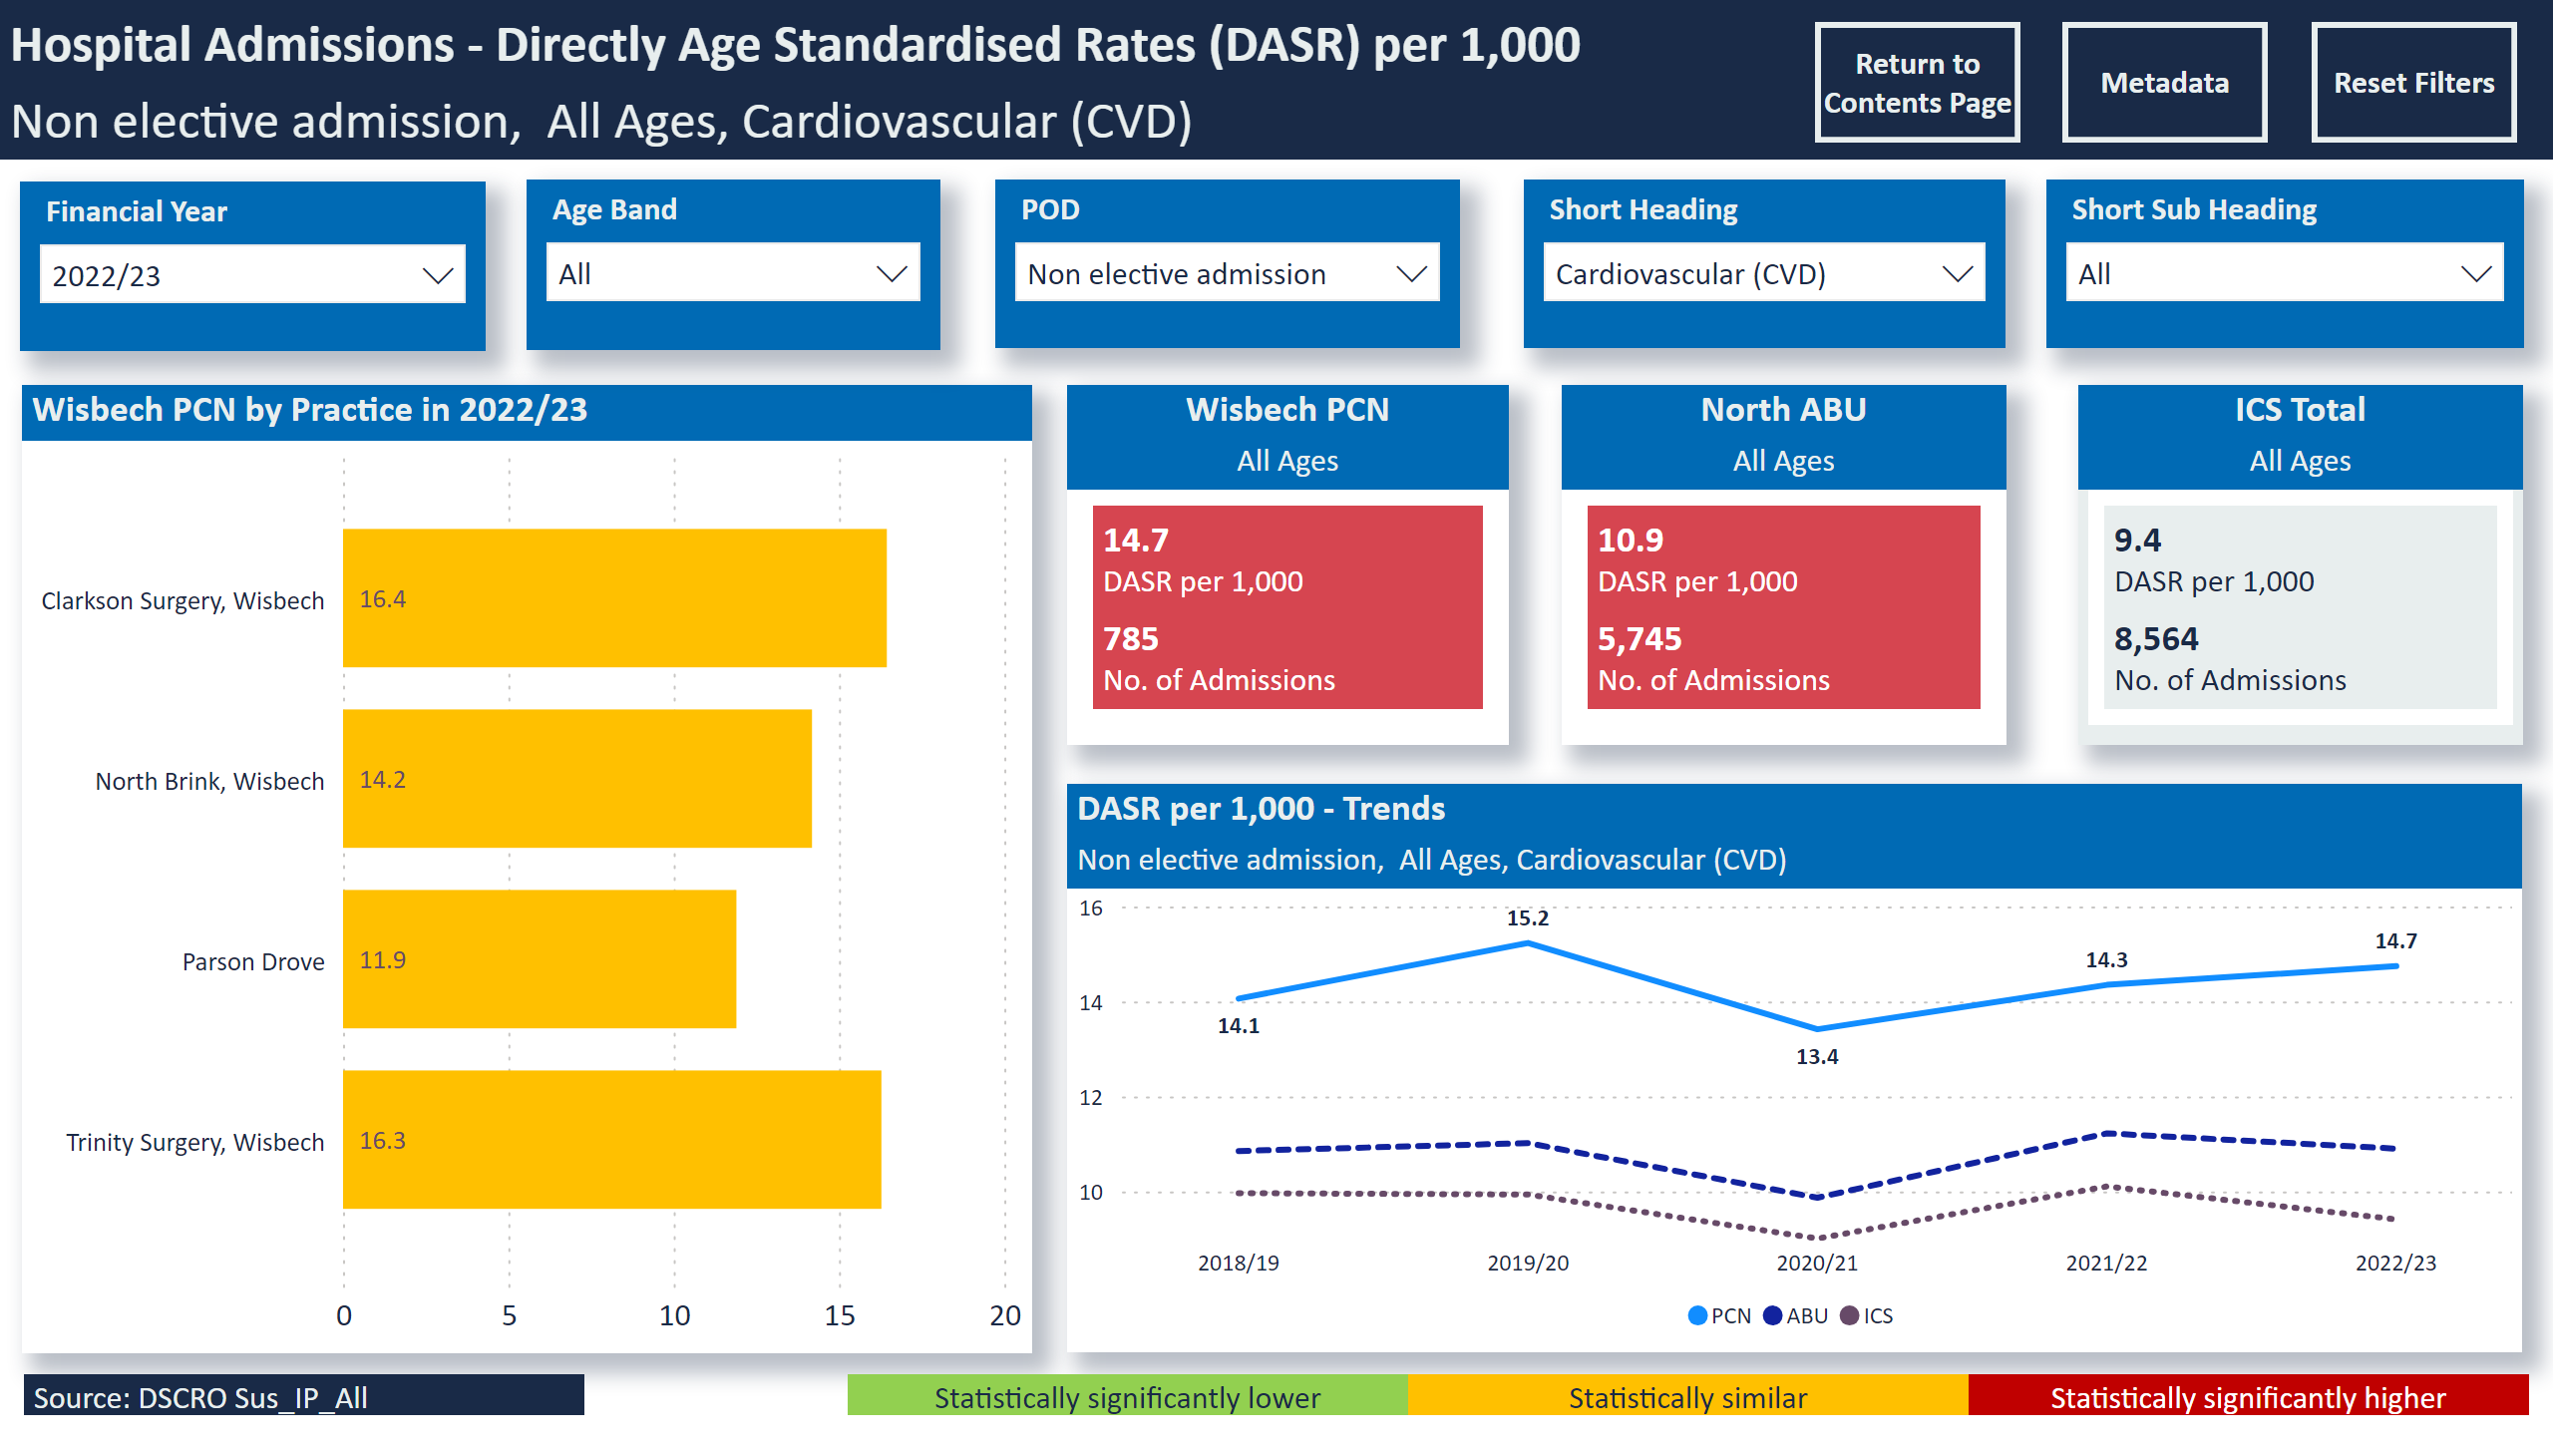 Hospital Admissions - Directly Age Standardised Rates (DASR) per 1,000
Non elective admission,  All Ages, Cardiovascular (CVD)
Return to
Contents Page
Metadata
Reset Filters
Financial Year
2022/23
Age Band
All
POD
Non elective admission
Short Heading
Cardiovascular (CVD)
Short Sub Heading
All
Wisbech PCN by Practice in 2022/23
Clarkson Surgery, Wisbech
16.4
North Brink, Wisbech
14.2
Parson Drove
11.9
Trinity Surgery, Wisbech
16.3
0 5 10 15 20
Wisbech PCN
All Ages
14.7
DASR per 1,000
785
No. of Admissions
North ABU
All Ages
10.9
DASR per 1,000
5,745
No. of Admissions
ICS Total
All Ages
9.4
DASR per 1,000
8,564
No. of Admissions
DASR per 1,000 - Trends
Non elective admission,  All Ages, Cardiovascular (CVD)
16
14
12
10
14.1
15.2
13.4
14.3
14.7
2018/19 2019/20 2020/21 2021/22 2022/23
PCN ABU ICS
Source: DSCRO Sus_IP_All
Statistically significantly lower
Statistically similar
Statistically significantly higher